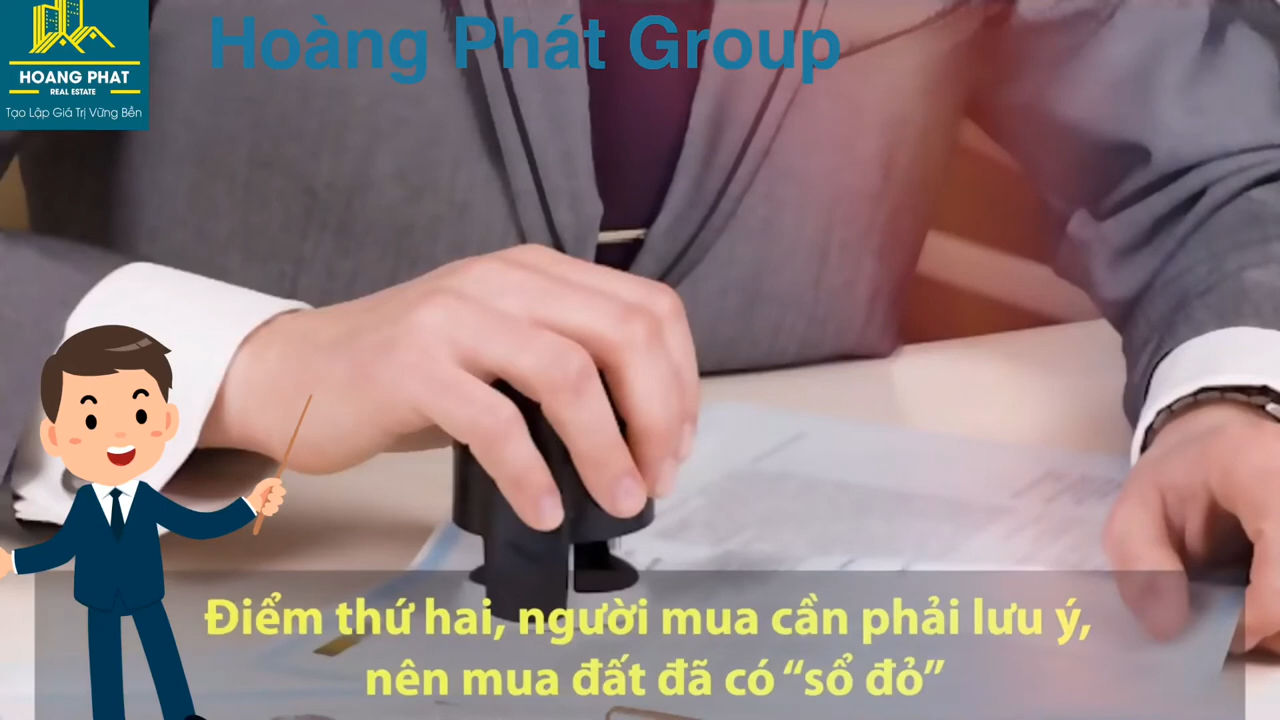 Hoàng Phát Group
HOANG PHAT
REAL ESTATE
Tạo Lập Giá Trị Vững Bền
Điểm thứ hai, người mua cần phải lưu ý,
nên mua đất đã có “sổ đỏ”